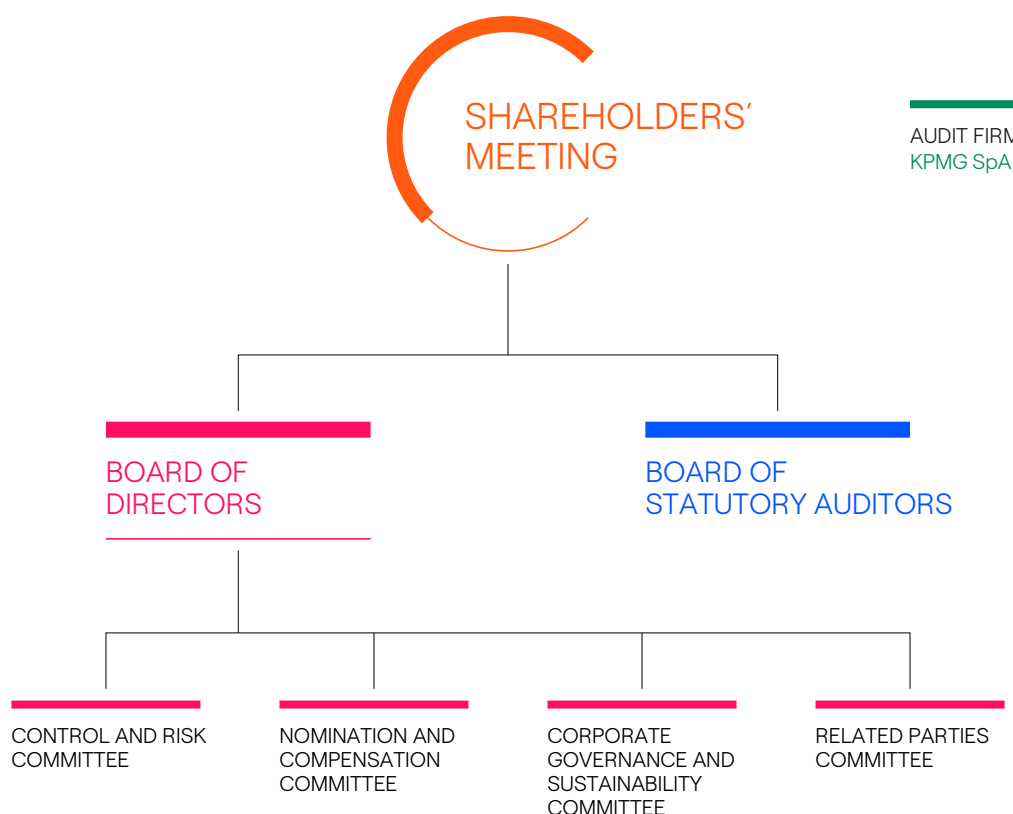 SHAREHOLDERS'
MEETING
AUDIT FIRM
KPMG SpA
BOARD OF
DIRECTORS
BOARD OF
STATUTORY AUDITORS
CONTROL AND RISK
COMMITTEE
NOMINATION AND
COMPENSATION
COMMITTEE
CORPORATE
GOVERNANCE AND
SUSTAINABILITY
COMMITTEE
RELATED PARTIES
COMMITTEE